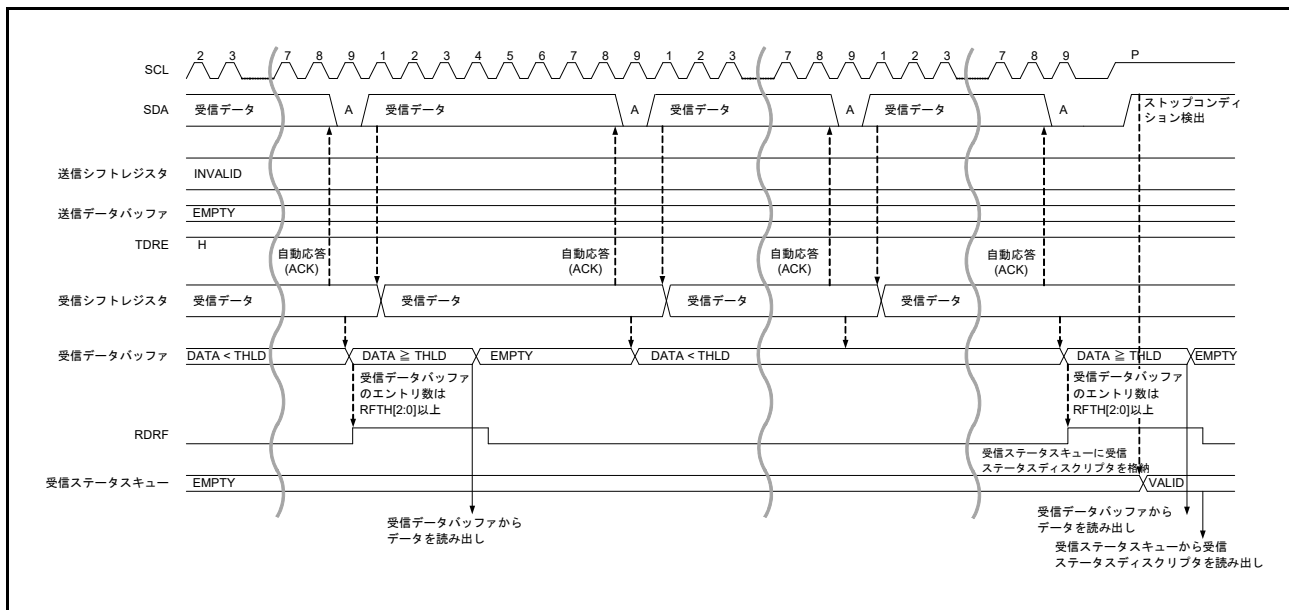 2 3 7 8 9 1 2 3 4 5 6 7 8 9 1 2 3 7 8 9 1 2 3 7 8 9 P
SCL
SDA 受信データ A 受信データ A 受信データ A 受信データ A ストップコンディ
ション検出
送信シフトレジスタ INVALID
送信データバッファ EMPTY
TDRE H
自動応答
(ACK)
自動応答
(ACK)
自動応答
(ACK)
自動応答
(ACK)
受信シフトレジスタ 受信データ 受信データ 受信データ 受信データ
受信データバッファ DATA < THLD DATA ≧ THLD EMPTY DATA < THLD DATA ≧ THLD EMPTY
受信データバッファ
のエントリ数は
RFTH[2:0]以上
受信データバッファ
のエントリ数は
RFTH[2:0]以上
RDRF
受信ステータスキューに受信
ステータスディスクリプタを格納
受信ステータスキュー EMPTY VALID
受信データバッファから
データを読み出し
受信データバッファから
データを読み出し
受信ステータスキューから受信
ステータスディスクリプタを読み出し